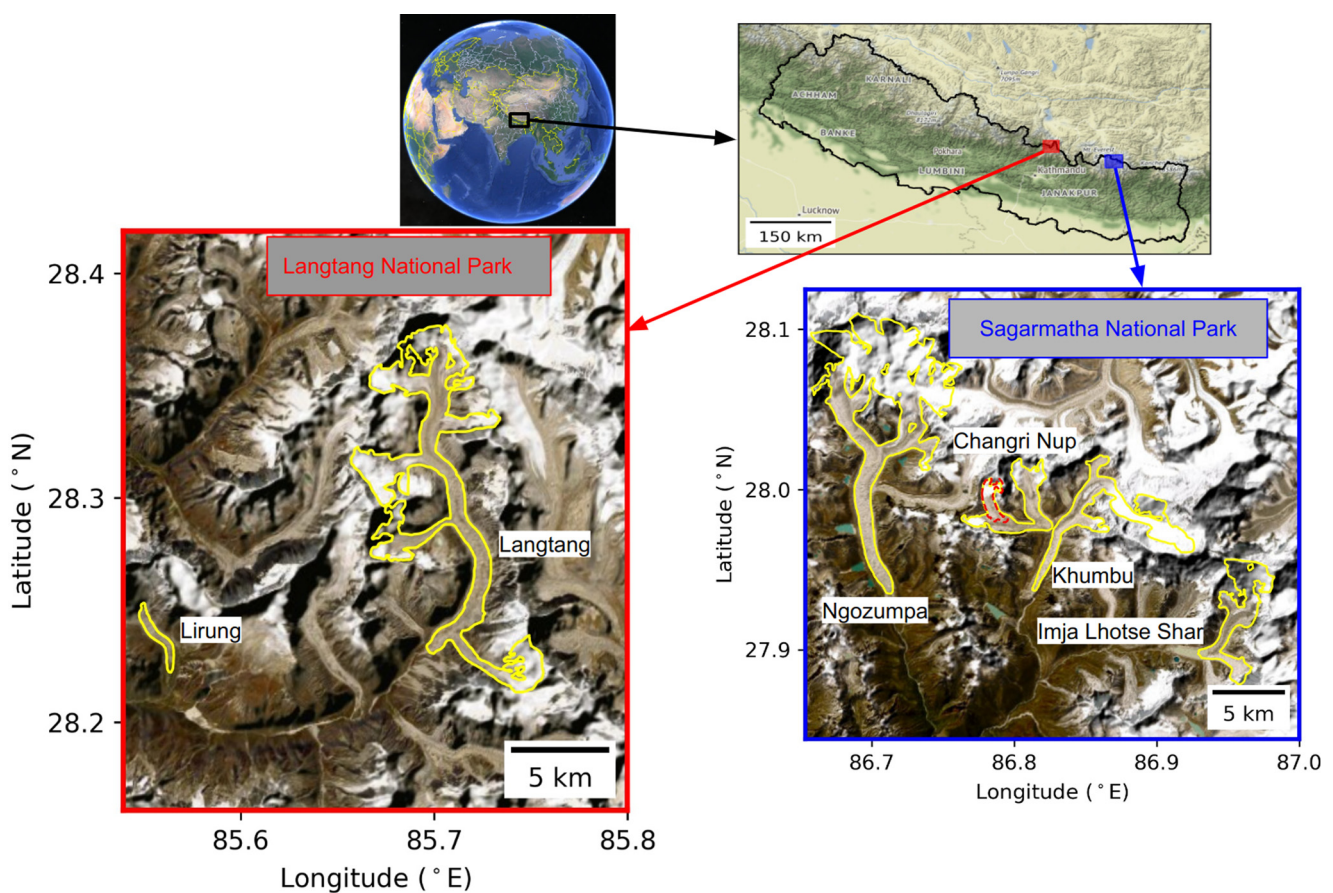 KARNALI
ACHHAM
BANKE
Pokhara
LUMBINI
Kathmandu
JANAKPUR
Lucknow
150 km
Langtang National Park
28.4
28.3
28.2
Latitude (°N)
Langtang
Lirung
5 km
85.6
85.7
85.8
Longitude (°E)
Sagarmatha National Park
28.1
28.0
27.9
Latitude (°N)
Changri Nup
Khumbu
Ngozumpa
Imja Lhotse Shar
5 km
86.7
86.8
86.9
87.0
Longitude (°E)